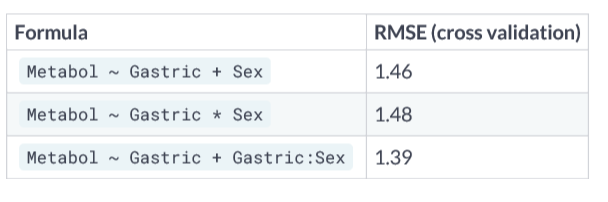 Formula RMSE (cross validation)
Metabol ~ Gastric + Sex 1.46
Metabol ~ Gastric * Sex 1.48
Metabol ~ Gastric + Gastric:Sex 1.39